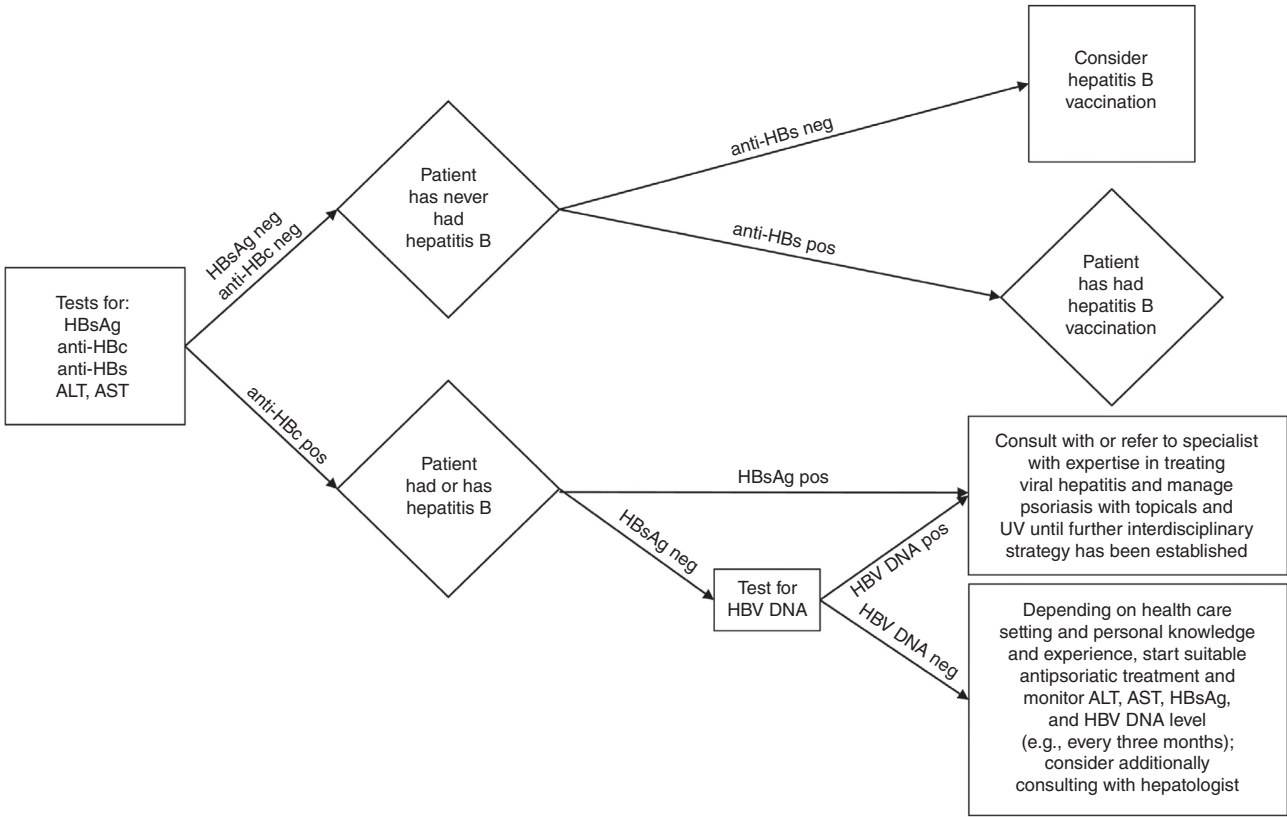 Tests for:
HBsAg
anti-HBc
anti-HBs
ALT, AST
HBsAg neg
anti-HBc neg
Patient
has never
had
hepatitis B
anti-HBs neg
Consider
hepatitis B
vaccination
anti-HBs pos
Patient
has had
hepatitis B
vaccination
anti-HBc pos
Patient
had or has
hepatitis B
HBsAg pos
HBsAg neg
Test for
HBV DNA
HBV DNA pos
Consult with or refer to specialist
with expertise in treating
viral hepatitis and manage
psoriasis with topicals and
UV until further interdisciplinary
strategy has been established
HBV DNA neg
Depending on health care
setting and personal knowledge
and experience, start suitable
antipsoriatic treatment and
monitor ALT, AST, HBsAg,
and HBV DNA level
(e.g., every three months);
consider additionally
consulting with hepatologist